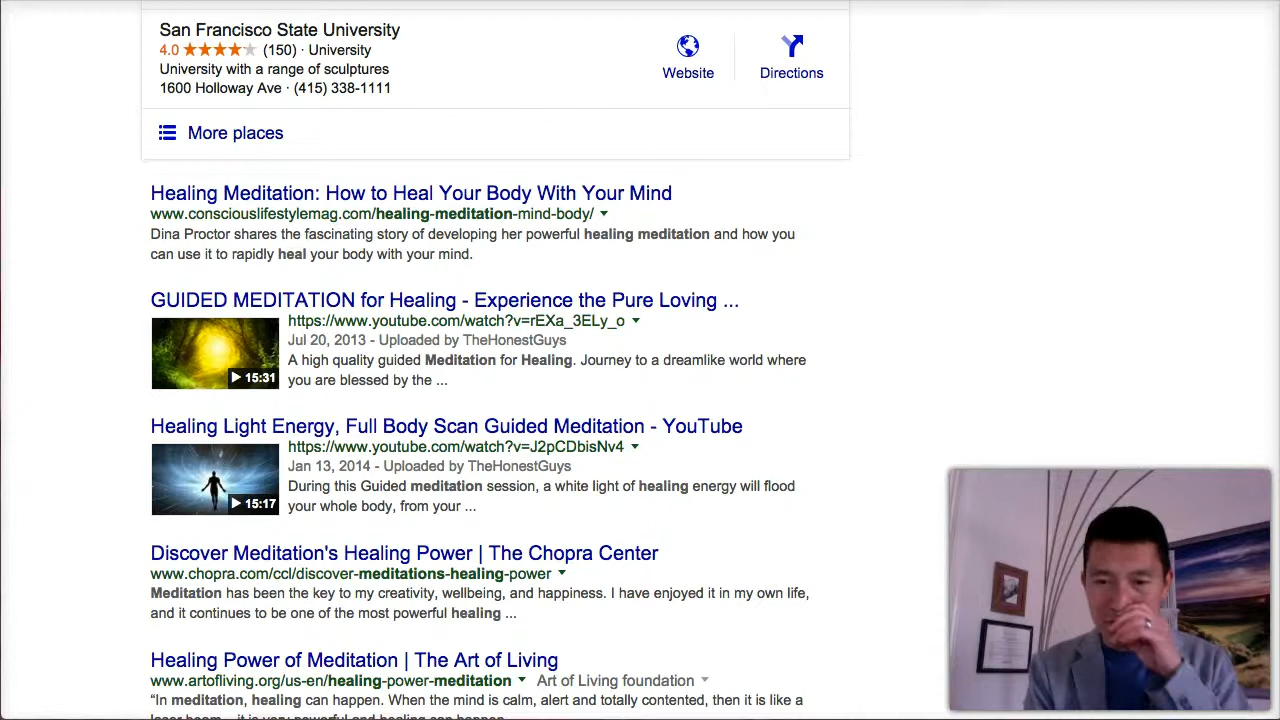 San Francisco State University
4.0 ★★★★★ (150) · University
University with a range of sculptures
1600 Holloway Ave · (415) 338-1111
Website
Directions
More places
Healing Meditation: How to Heal Your Body With Your Mind
www.consciouslifestylemag.com/healing-meditation-mind-body/
Dina Proctor shares the fascinating story of developing her powerful healing meditation and how you
can use it to rapidly heal your body with your mind.
GUIDED MEDITATION for Healing - Experience the Pure Loving ...
https://www.youtube.com/watch?v=rEXa_3ELy_o
Jul 20, 2013 - Uploaded by TheHonestGuys
A high quality guided Meditation for Healing. Journey to a dreamlike world where
you are blessed by the ...
15:31
Healing Light Energy, Full Body Scan Guided Meditation - YouTube
https://www.youtube.com/watch?v=J2pCDbisNv4
Jan 13, 2014 - Uploaded by TheHonestGuys
During this Guided meditation session, a white light of healing energy will flood
your whole body, from your ...
15:17
Discover Meditation's Healing Power | The Chopra Center
www.chopra.com/ccl/discover-meditations-healing-power
Meditation has been the key to my creativity, wellbeing, and happiness. I have enjoyed it in my own life,
and it continues to be one of the most powerful healing ...
Healing Power of Meditation | The Art of Living
www.artofliving.org/us-en/healing-power-meditation Art of Living foundation
“In meditation, healing can happen. When the mind is calm, alert and totally contented, then it is like a
laser beam – it is very powerful and healing can happen